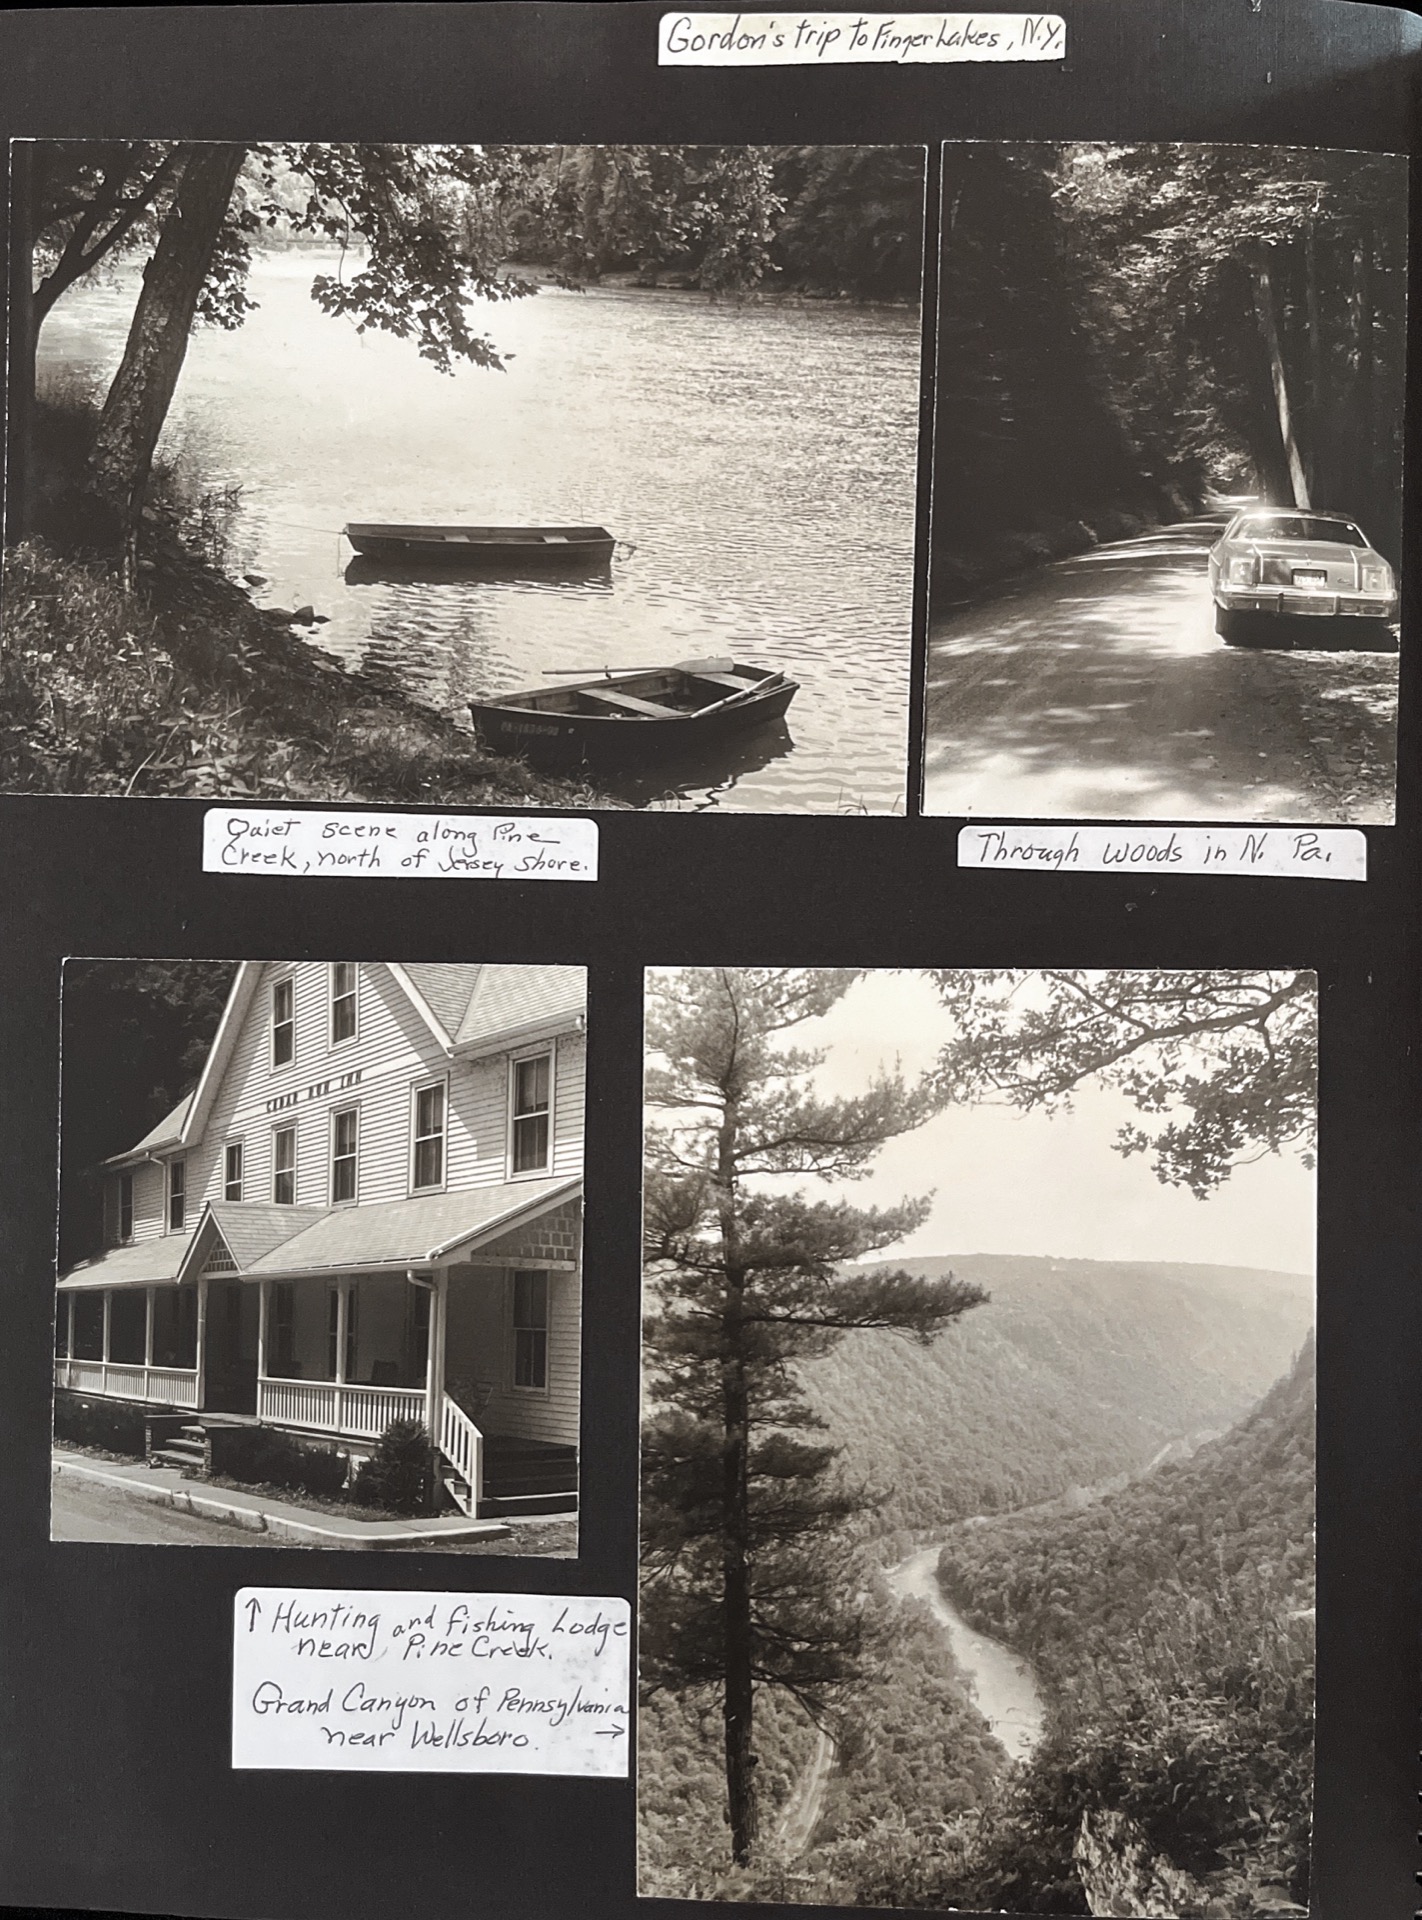 Gordon's trip to Finger Lakes, N.Y.
Quiet scene along Pine
Creek, north of Jersey Shore.
Through woods in N. Pa.
CEDAR RUN INN
↑ Hunting and fishing Lodge
near Pine Creek.
Grand Canyon of Pennsylvania
near Wellsboro. →